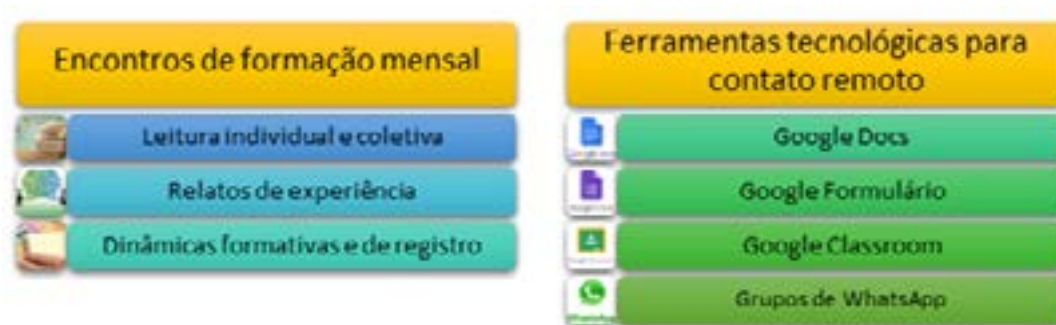 Encontros de formação mensal
Leitura individual e coletiva
Relatos de experiência
Dinâmicas formativas e de registro
Ferramentas tecnológicas para
contato remoto
Google Docs
Google Formulário
Google Classroom
Grupos de WhatsApp